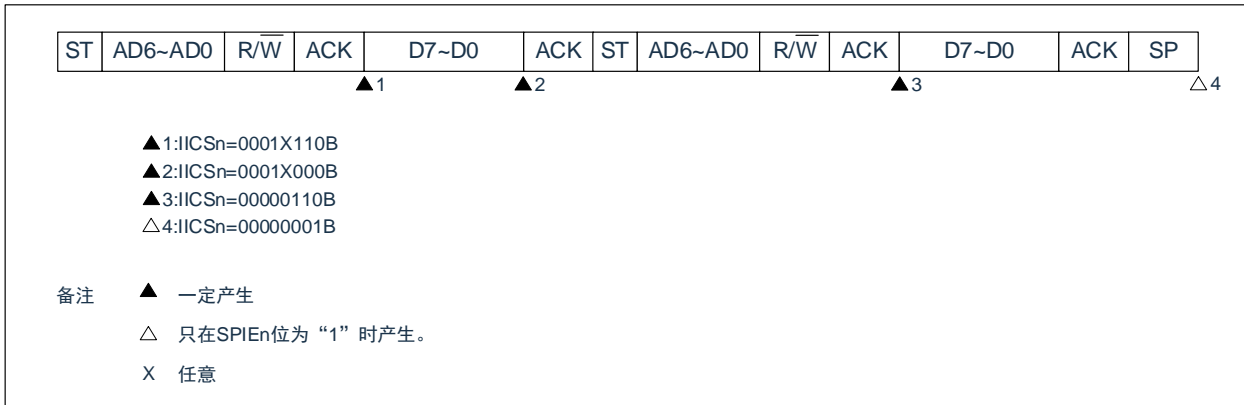 ST AD6~AD0 R/W̅ ACK D7~D0 ACK ST AD6~AD0 R/W̅ ACK D7~D0 ACK SP
▲1 ▲2 ▲3 △4
▲1:IICSn=0001X110B
▲2:IICSn=0001X000B
▲3:IICSn=00000110B
△4:IICSn=00000001B
备注 ▲ 一定产生
△ 只在SPIEn位为“1”时产生。
X 任意